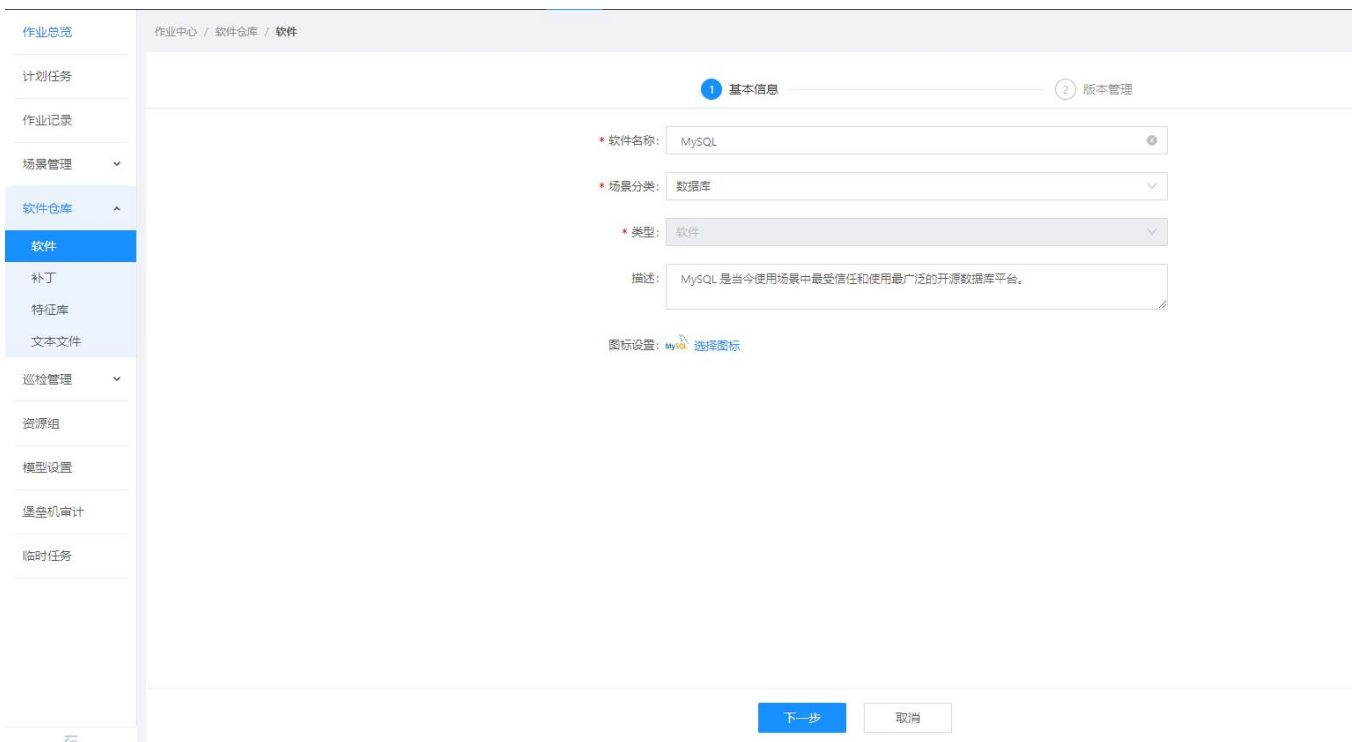 作业总览
计划任务
作业记录
场景管理
软件仓库
软件
补丁
特征库
文本文件
巡检管理
资源组
模型设置
堡垒机审计
临时任务
作业中心 / 软件仓库 / 软件
1 基本信息
2 版本管理
* 软件名称: MySQL
* 场景分类: 数据库
* 类型: 软件
描述: MySQL 是当今使用场景中最受信任和使用最广泛的开源数据库平台。
图标设置: MySQL 选择图标
下一步 取消